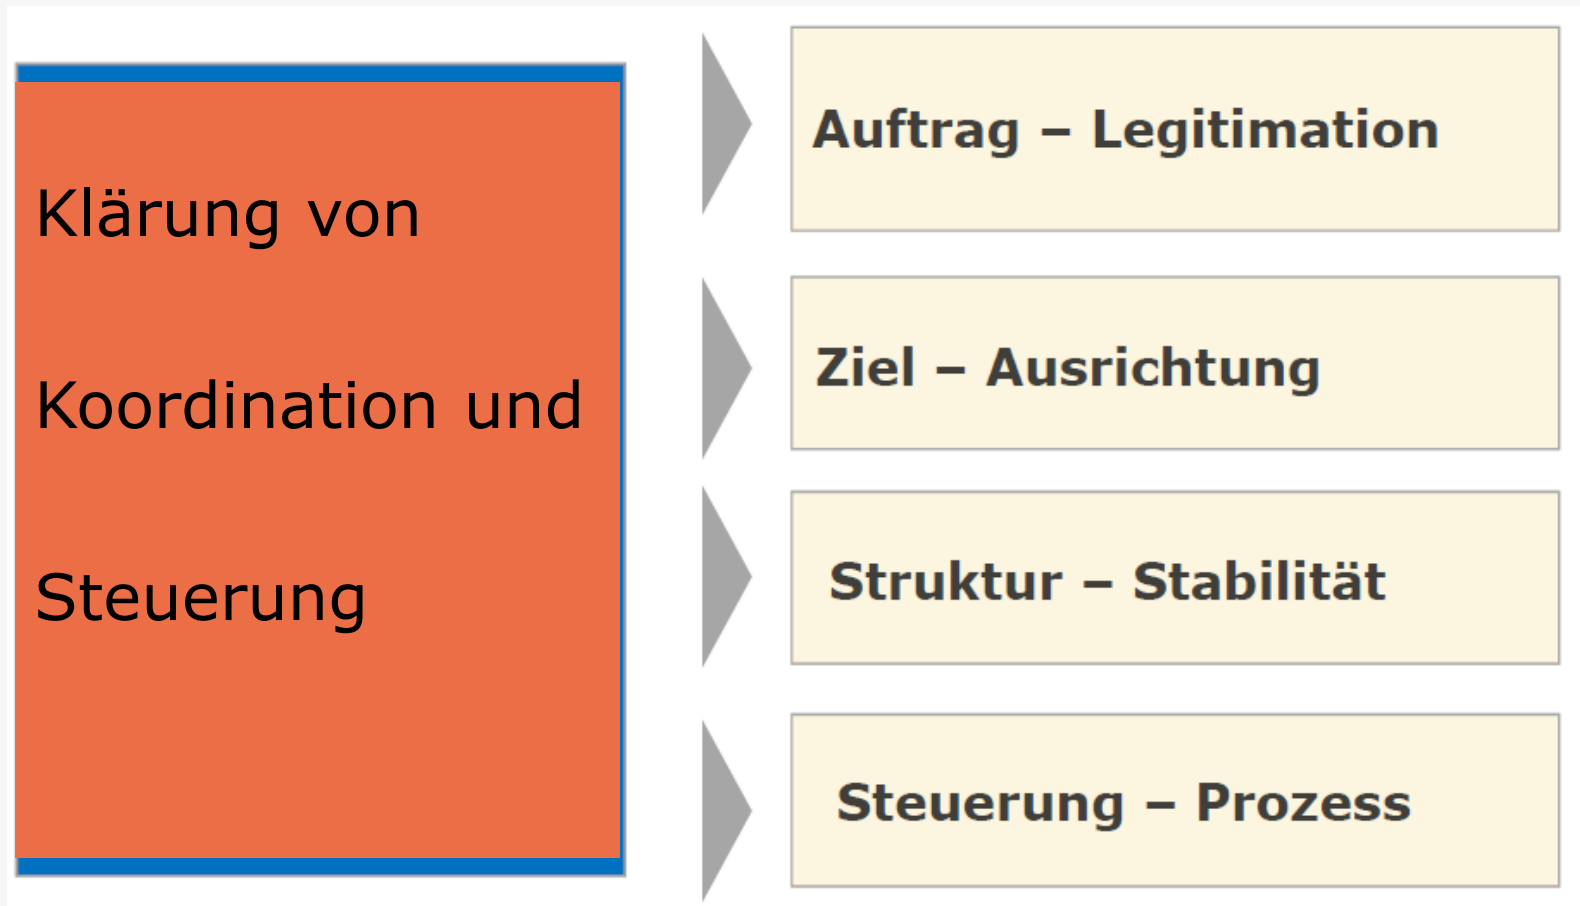 Klärung von
Koordination und
Steuerung
Auftrag – Legitimation
Ziel – Ausrichtung
Struktur – Stabilität
Steuerung – Prozess